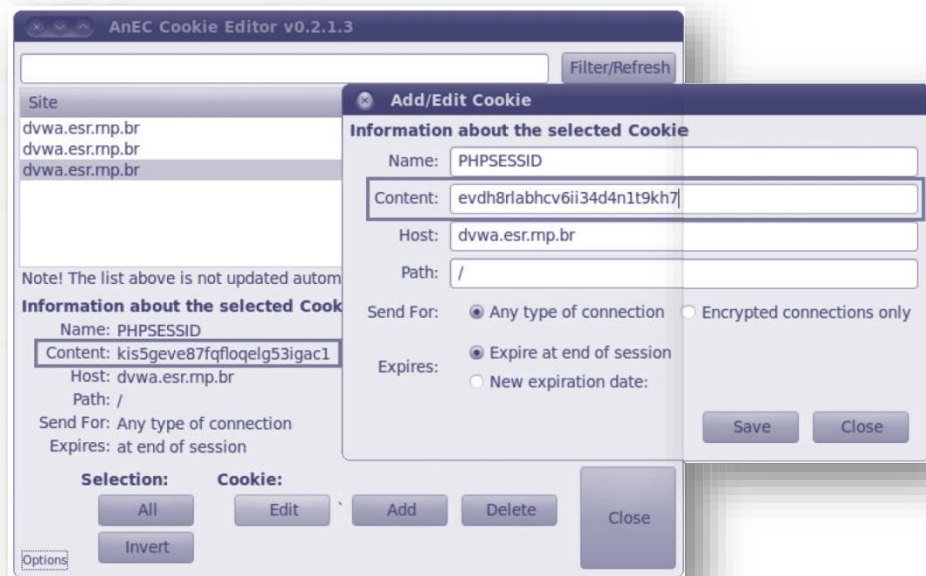 AnEC Cookie Editor v0.2.1.3
Filter/Refresh
Site
dvwa.esr.rnp.br
dvwa.esr.rnp.br
dvwa.esr.rnp.br
Note! The list above is not updated autom
Information about the selected Cook
Name: PHPSESSID
Content: kis5geve87fqfloqelg53igac1
Host: dvwa.esr.rnp.br
Path: /
Send For: Any type of connection
Expires: at end of session
Selection: Cookie:
All Edit ` Add Delete Close
Invert
Options
Add/Edit Cookie
Information about the selected Cookie
Name: PHPSESSID
Content: evdh8rlabhcv6ii34d4n1t9kh7
Host: dvwa.esr.rnp.br
Path: /
Send For: Any type of connection Encrypted connections only
Expires: Expire at end of session
New expiration date:
Save Close